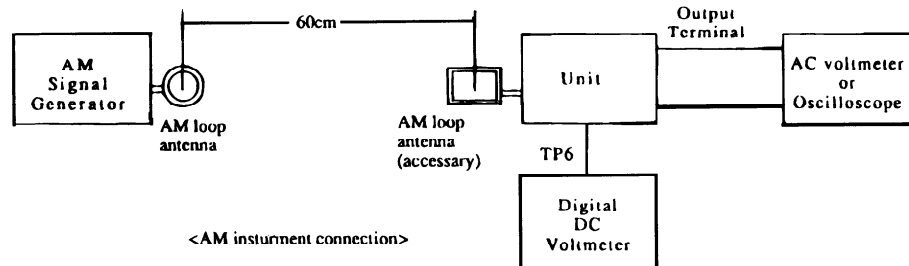 60cm
Output
Terminal
AM
Signal
Generator
Unit
AC voltmeter
or
Oscilloscope
AM loop
antenna
AM loop
antenna
(accessary)
TP6
Digital
DC
Voltmeter
<AM insturment connection>